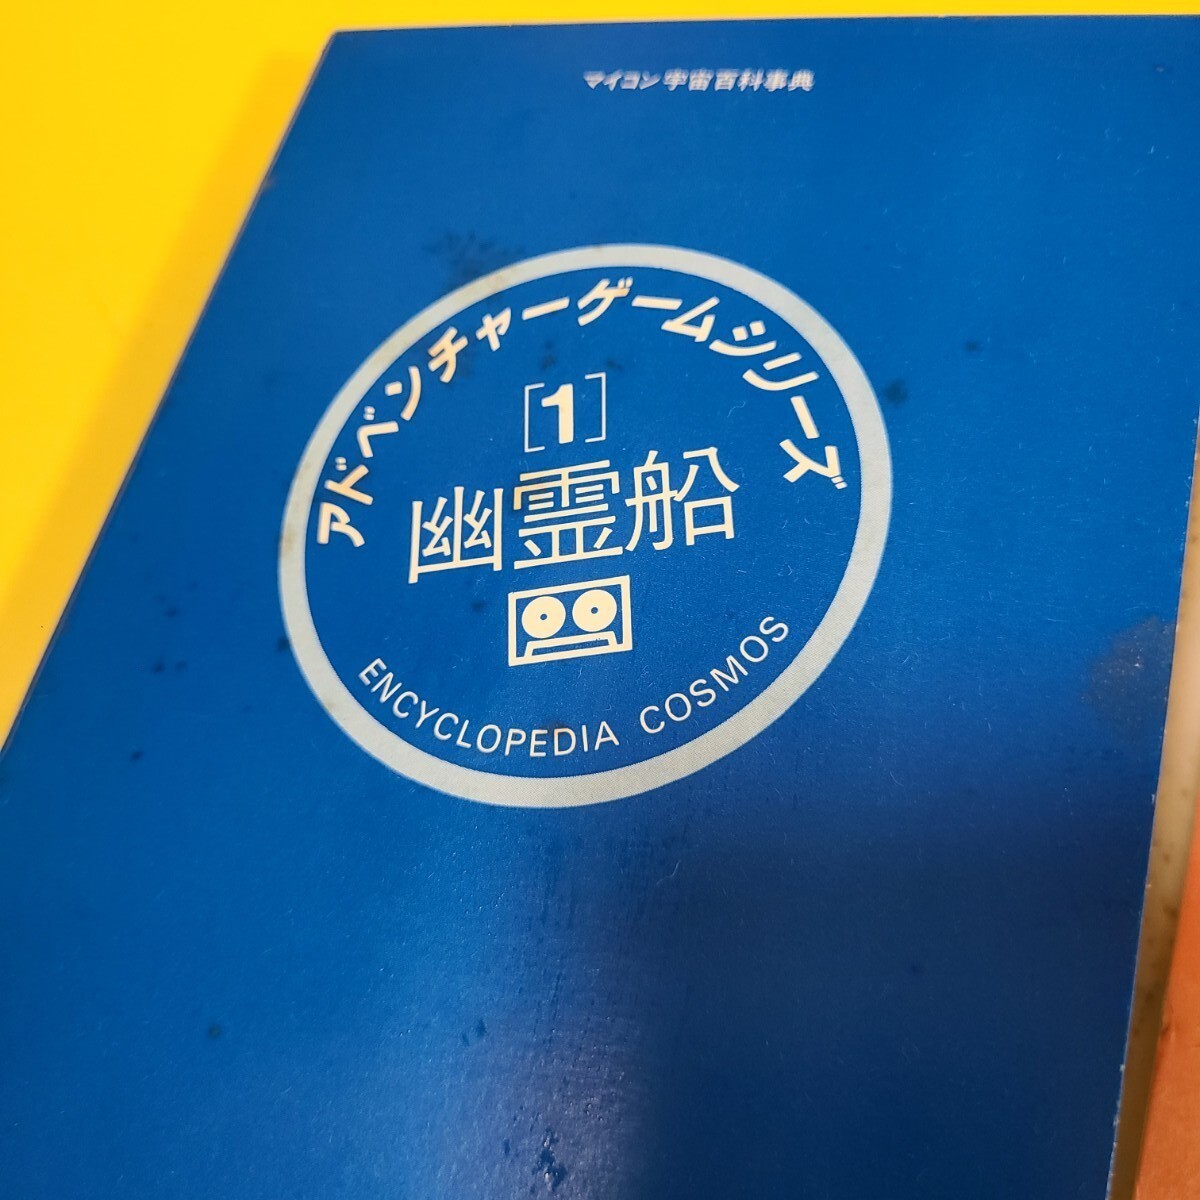 マイコン宇宙百科事典
アドベンチャーゲームシリーズ
[1]
幽霊船
ENCYCLOPEDIA COSMOS